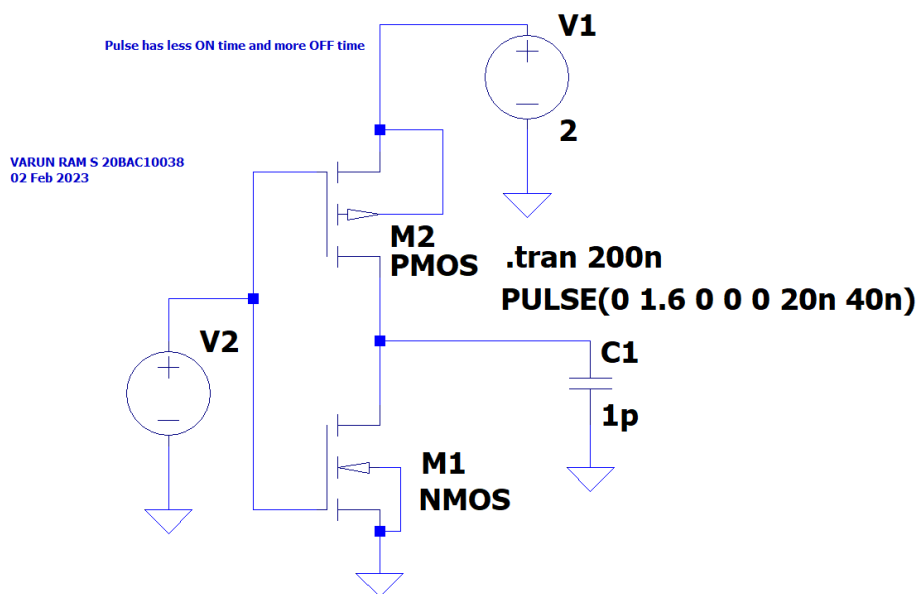 V1
Pulse has less ON time and more OFF time
2
VARUN RAM S 20BAC10038
02 Feb 2023
M2
PMOS
.tran 200n
PULSE(0 1.6 0 0 0 20n 40n)
V2
C1
1p
M1
NMOS